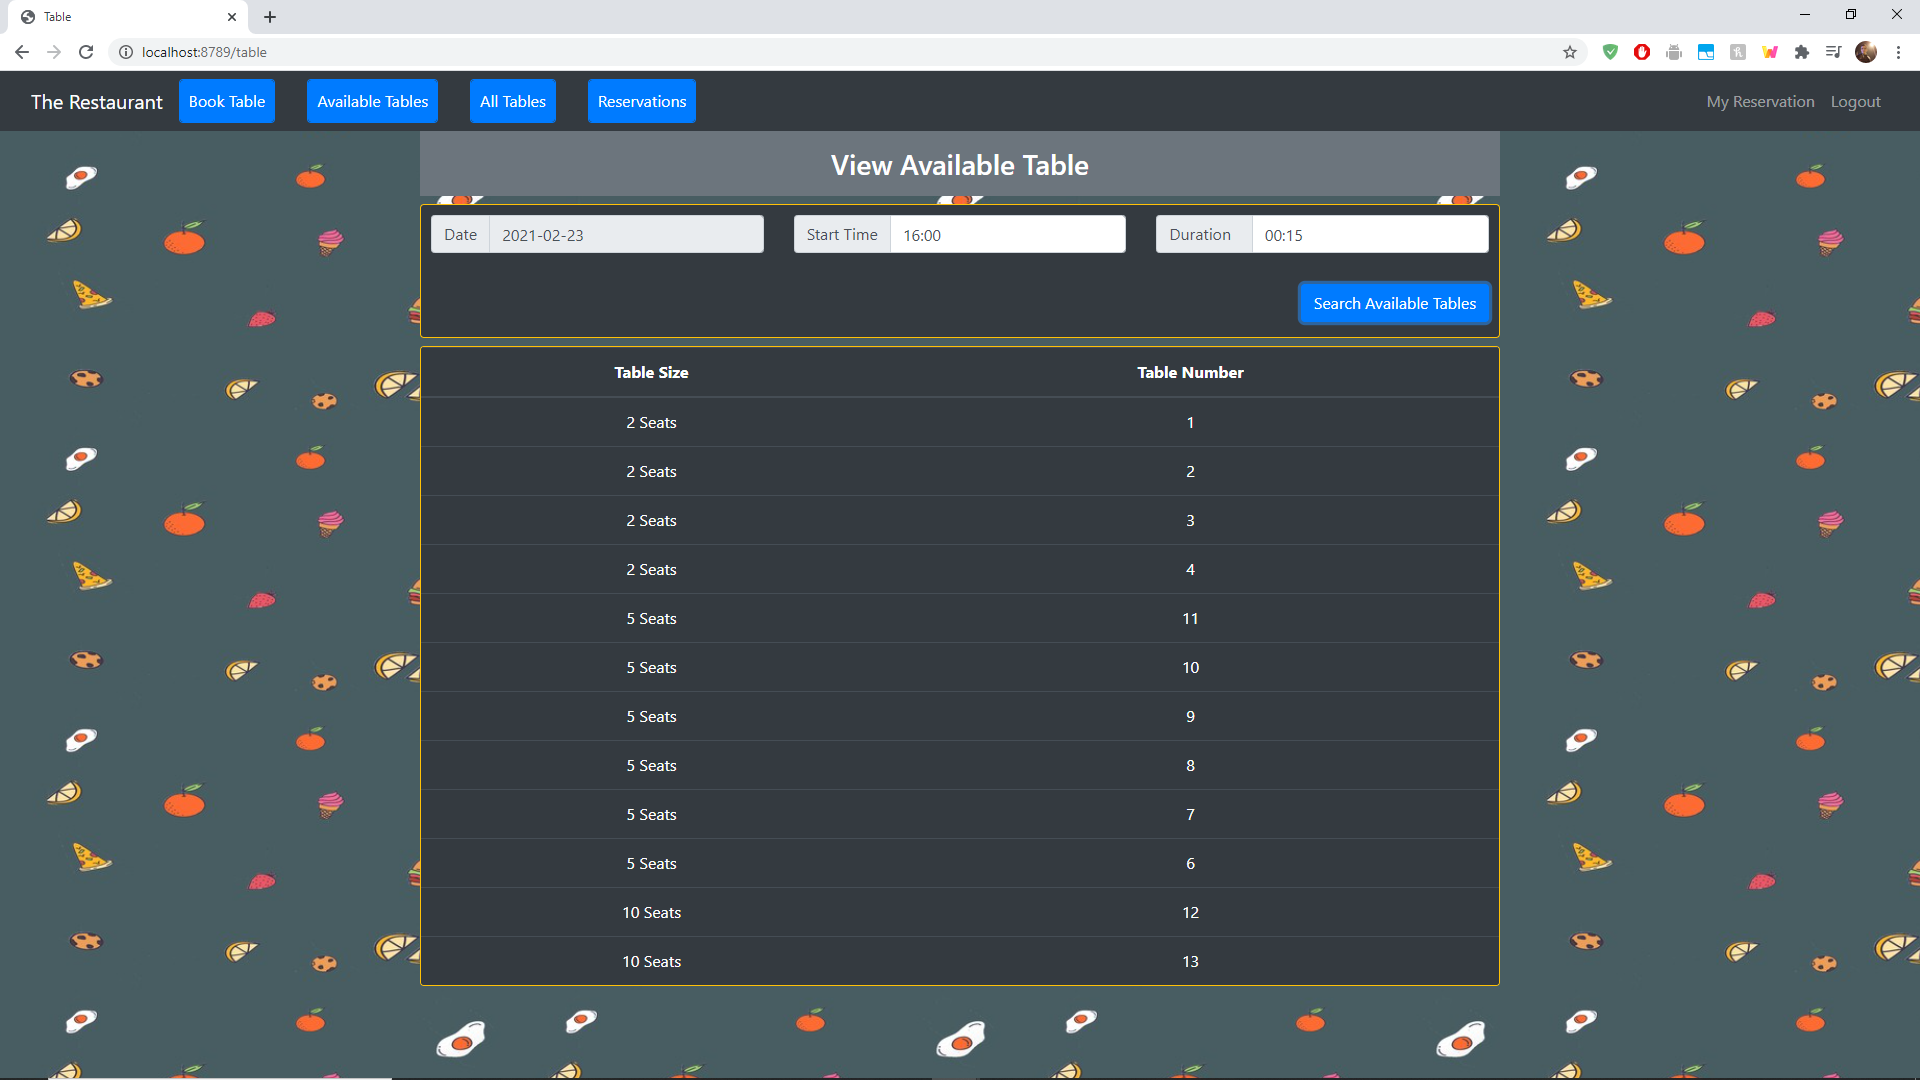 Table
localhost:8789/table
The Restaurant Book Table Available Tables All Tables Reservations My Reservation Logout
View Available Table
Date 2021-02-23 Start Time 16:00 Duration 00:15
Search Available Tables
Table Size Table Number
2 Seats 1
2 Seats 2
2 Seats 3
2 Seats 4
5 Seats 11
5 Seats 10
5 Seats 9
5 Seats 8
5 Seats 7
5 Seats 6
10 Seats 12
10 Seats 13